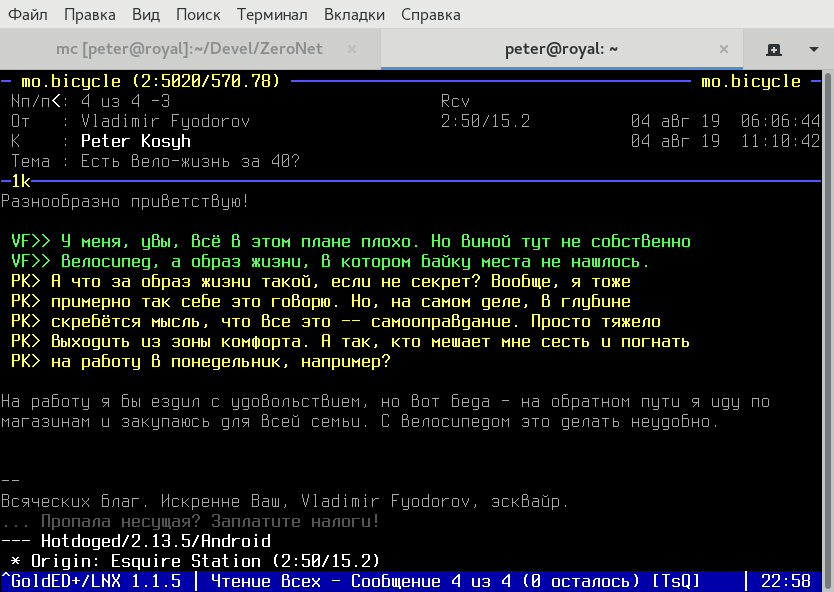 Файл Правка Вид Поиск Терминал Вкладки Справка
mc [peter@royal]:~/Devel/ZeroNet × peter@royal: ~ ×
mo.bicycle (2:5020/570.78) mo.bicycle
Nп/п<: 4 из 4 -3 Rcv
От : Vladimir Fyodorov 2:50/15.2 04 авг 19 06:06:44
К : Peter Kosyh 04 авг 19 11:10:42
Тема : Есть Вело-жизнь за 40?
1k
Разнообразно приветствую!
VF>> У меня, увы, всё в этом плане плохо. Но виной тут не собственно
VF>> велосипед, а образ жизни, в котором байку места не нашлось.
PK> А что за образ жизни такой, если не секрет? Вообще, я тоже
PK> примерно так себе это говорю. Но, на самом деле, в глубине
PK> скребётся мысль, что все это -- самооправдание. Просто тяжело
PK> выходить из зоны комфорта. А так, кто мешает мне сесть и погнать
PK> на работу в понедельник, например?
На работу я бы ездил с удовольствием, но вот беда - на обратном пути я иду по
магазинам и закупаюсь для всей семьи. С велосипедом это делать неудобно.
--
Всяческих благ. Искренне Ваш, Vladimir Fyodorov, эсквайр.
... Пропала несущая? Заплатите налоги!
--- Hotdoged/2.13.5/Android
* Origin: Esquire Station (2:50/15.2)
^GoldED+/LNX 1.1.5 | Чтение Всех - Сообщение 4 из 4 (0 осталось) [TsQ] | 22:58